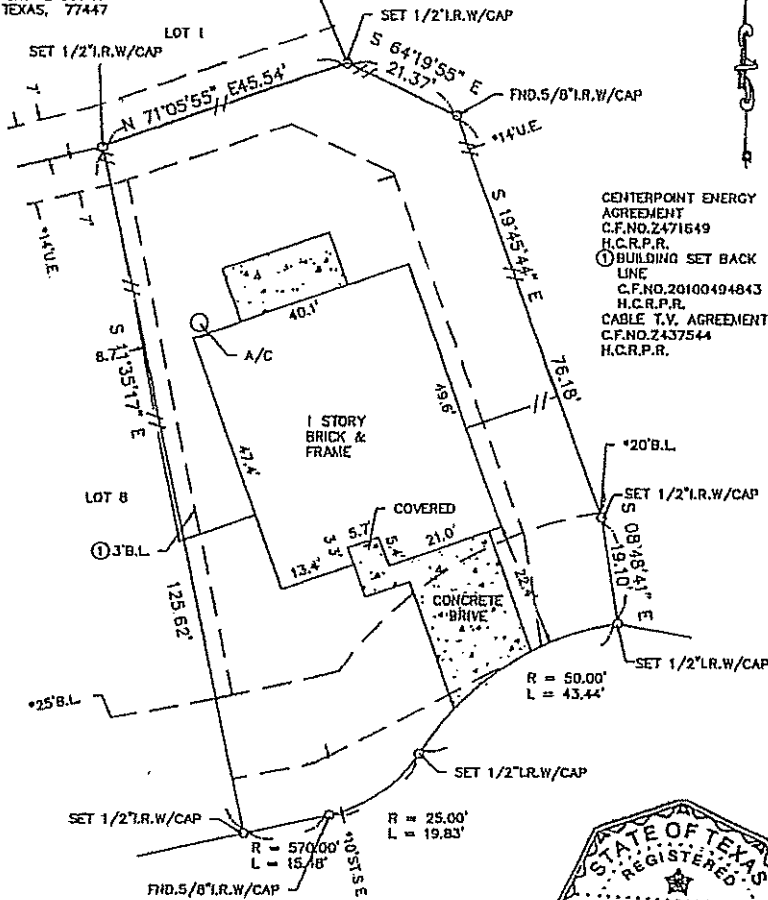 TEXAS, 77447
LOT 1
SET 1/2"I.R.W/CAP
SET 1/2"I.R.W/CAP
N 71°05'55" E45.54'
S 64°19'55" E
21.37'
FND.5/8"I.R.W/CAP
*14'U.E.
7'
7'
*14'U.E.
S 19°45'44" E
76.18'
CENTERPOINT ENERGY
AGREEMENT
C.F.NO.Z471649
H.C.R.P.R.
1 BUILDING SET BACK
LINE
C.F.NO.20100494843
H.C.R.P.R.
CABLE T.V. AGREEMENT
C.F.NO.Z437544
H.C.R.P.R.
40.1'
A/C
8.7'
S 11°35'17" E
125.62'
49.6'
47.4'
1 STORY
BRICK &
FRAME
LOT 8
1 3'B.L.
COVERED
5.7'
3.3'
5.4'
21.0'
13.4'
CONCRETE
DRIVE
22.4'
*20'B.L.
SET 1/2"I.R.W/CAP
S 08°48'41" E
19.10'
SET 1/2"I.R.W/CAP
*25'B.L.
R = 50.00'
L = 43.44'
SET 1/2"I.R.W/CAP
SET 1/2"I.R.W/CAP
R = 570.00'
L = 15.18'
R = 25.00'
L = 19.83'
*10'ST.S.E
FND.5/8"I.R.W/CAP
STATE OF TEXAS
REGISTERED